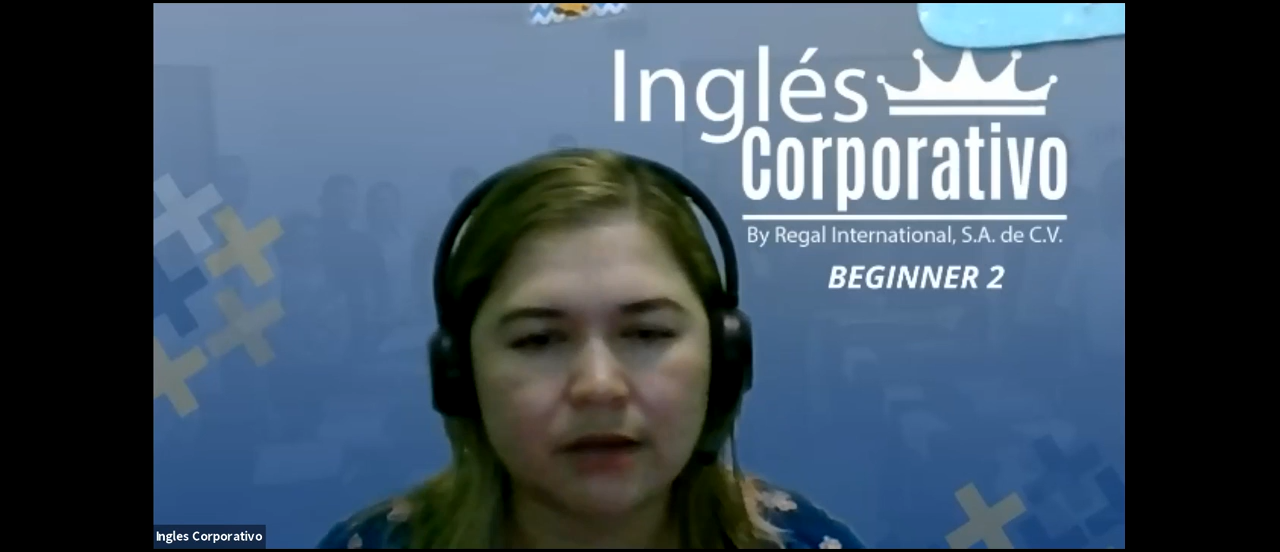 Inglés
Corporativo
By Regal International, S.A. de C.V.
BEGINNER 2
Ingles Corporativo